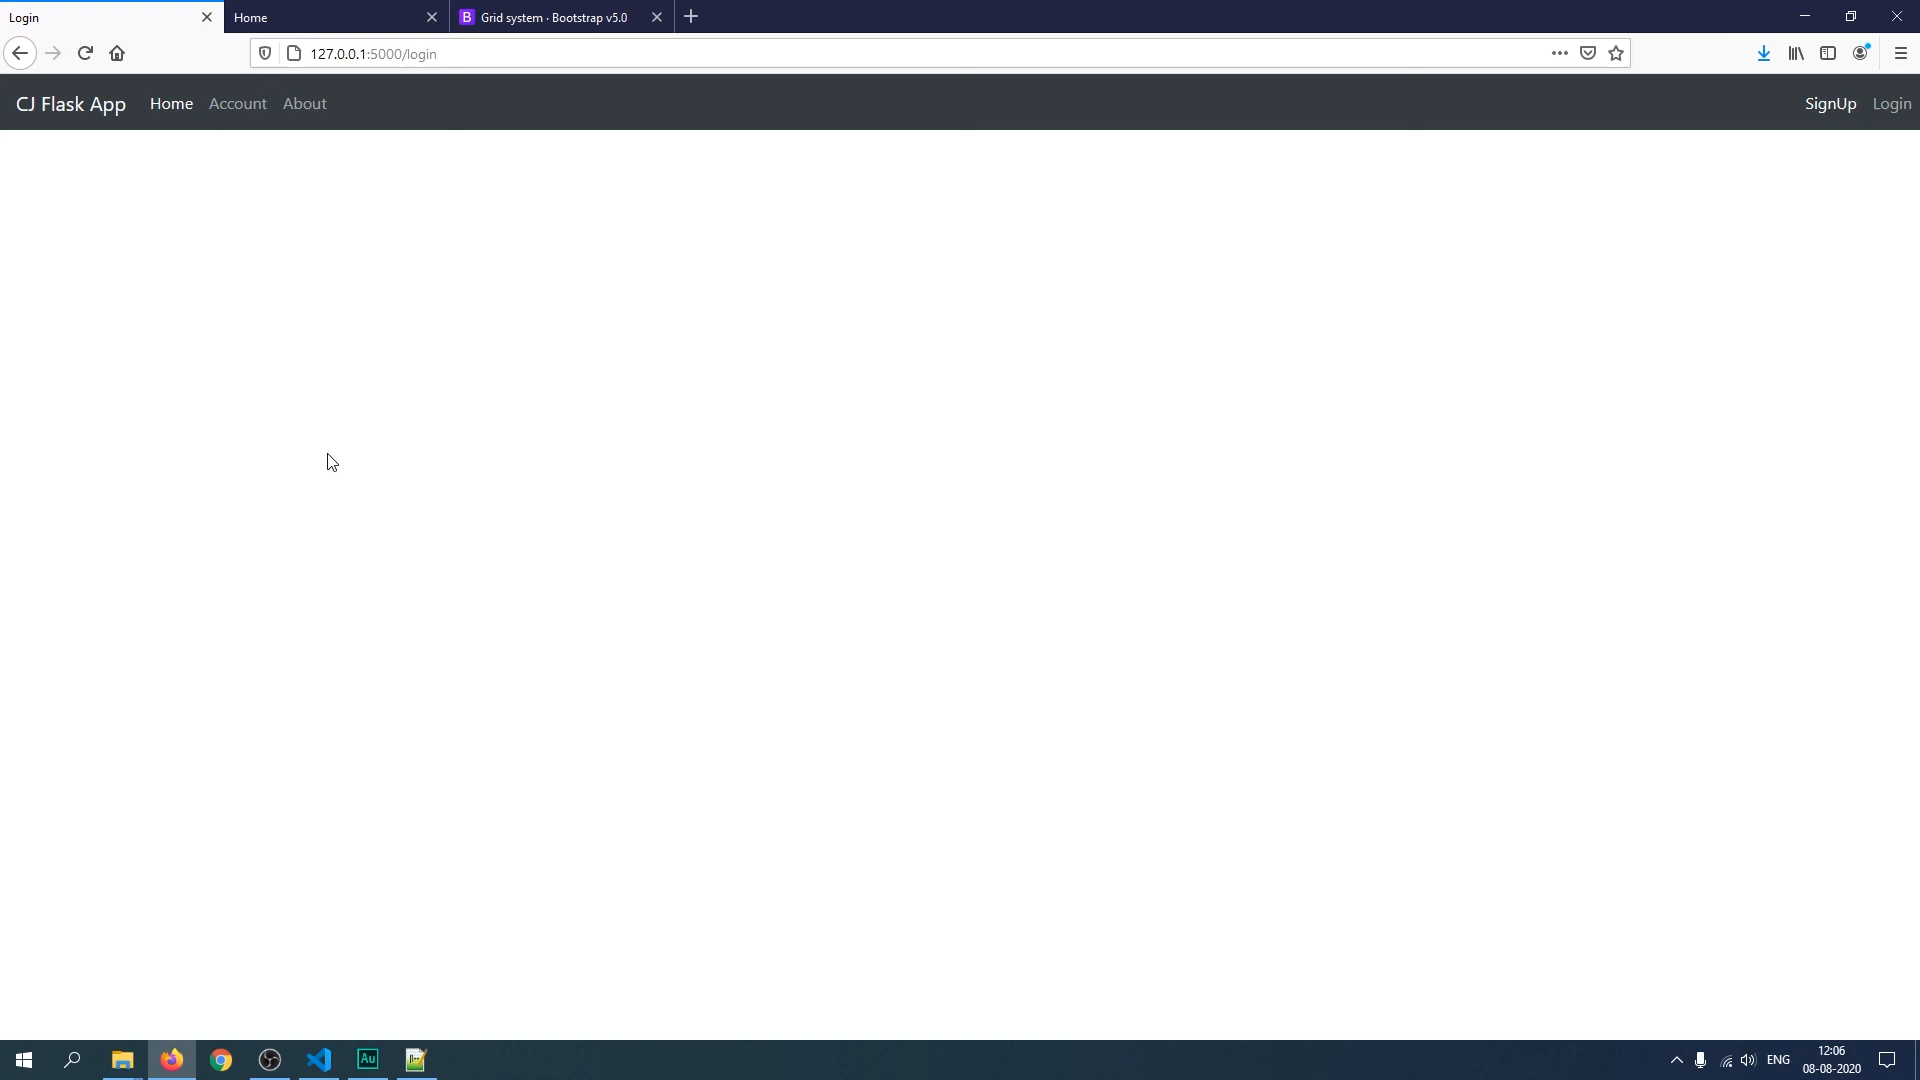 Login
Home
B Grid system · Bootstrap v5.0
127.0.0.1:5000/login
CJ Flask App Home Account About SignUp Login
Au
ENG
12:06
08-08-2020